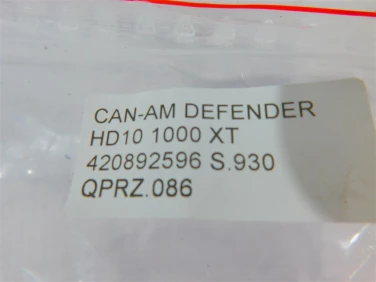 CAN-AM DEFENDER
HD10 1000 XT
420892596 S.930
QPRZ.086